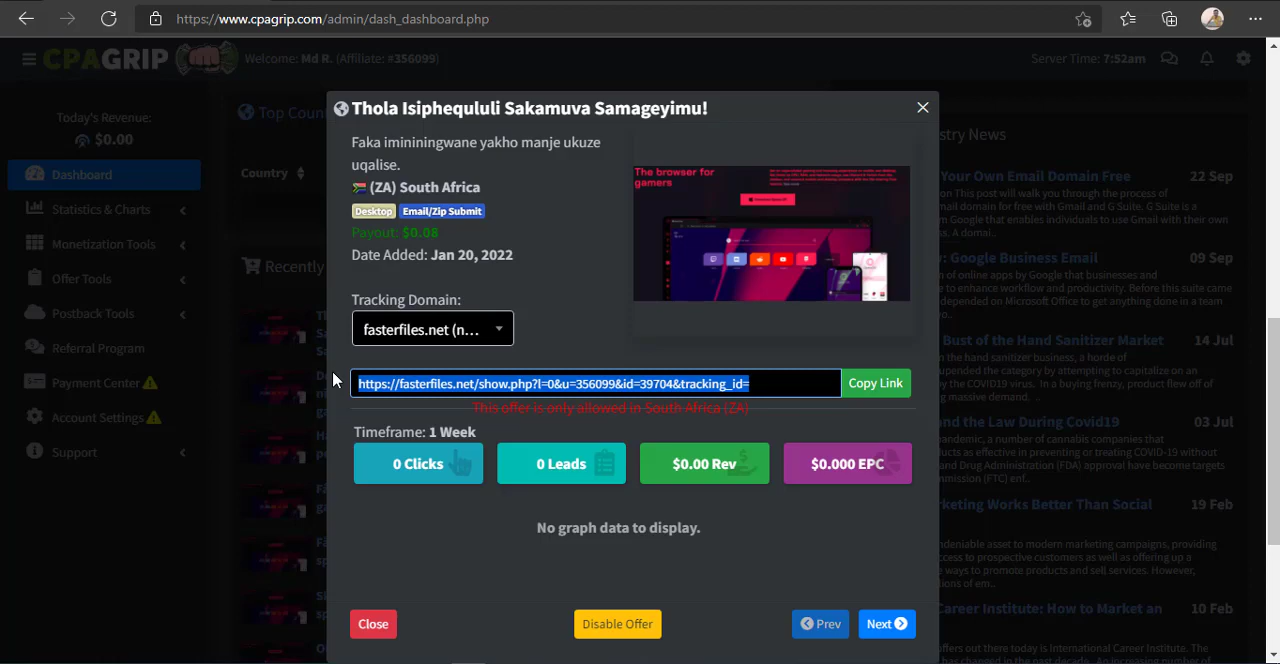 https://www.cpagrip.com/admin/dash_dashboard.php
CPAGRIP
Welcome: Md R. (Affiliate: #356099)
Server Time: 7:52am
Today's Revenue:
$0.00
Dashboard
Statistics & Charts
Monetization Tools
Offer Tools
Postback Tools
Referral Program
Payment Center
Account Settings
Support
Top Coun
Country
Recently
Thola Isiphequluli Sakamuva Samageyimu!
Faka imininingwane yakho manje ukuze
uqalise.
(ZA) South Africa
Desktop Email/Zip Submit
Payout: $0.08
Date Added: Jan 20, 2022
The browser for
gamers
Tracking Domain:
fasterfiles.net (n...
https://fasterfiles.net/show.php?l=0&u=356099&id=39704&tracking_id=
Copy Link
This offer is only allowed in South Africa (ZA)
Timeframe: 1 Week
0 Clicks
0 Leads
$0.00 Rev
$0.000 EPC
No graph data to display.
Close
Disable Offer
Prev
Next
stry News
Your Own Email Domain Free 22 Sep
on This post will walk you through the process of
mail domain for free with Gmail and G Suite. G Suite is a
m Google that enables individuals to use Gmail with their own
A domai..
: Google Business Email 09 Sep
on of online apps by Google that businesses and
e to enhance workflow and productivity. Before this suite came
depended on Microsoft Office to get anything done in a team
Bust of the Hand Sanitizer Market 14 Jul
n the hand sanitizer business, a horde of
the COVID virus. In a buying frenzy, product flew off of
massive demand.
nd the Law During Covid19 03 Jul
andemic, a number of cannabis companies that
ducts as effective in preventing or treating COVID-19 without
and Drug Administration (FDA) approval have become targets
mmission (FTC) enf..
rketing Works Better Than Social 19 Feb
deniable asset to modern marketing campaigns, providing
ccess to prospective customers as well as offering up a
e ways to promote products and sell services. However,
ions of em..
Career Institute: How to Market an 10 Feb
ffers out there today is International Career Institute. The